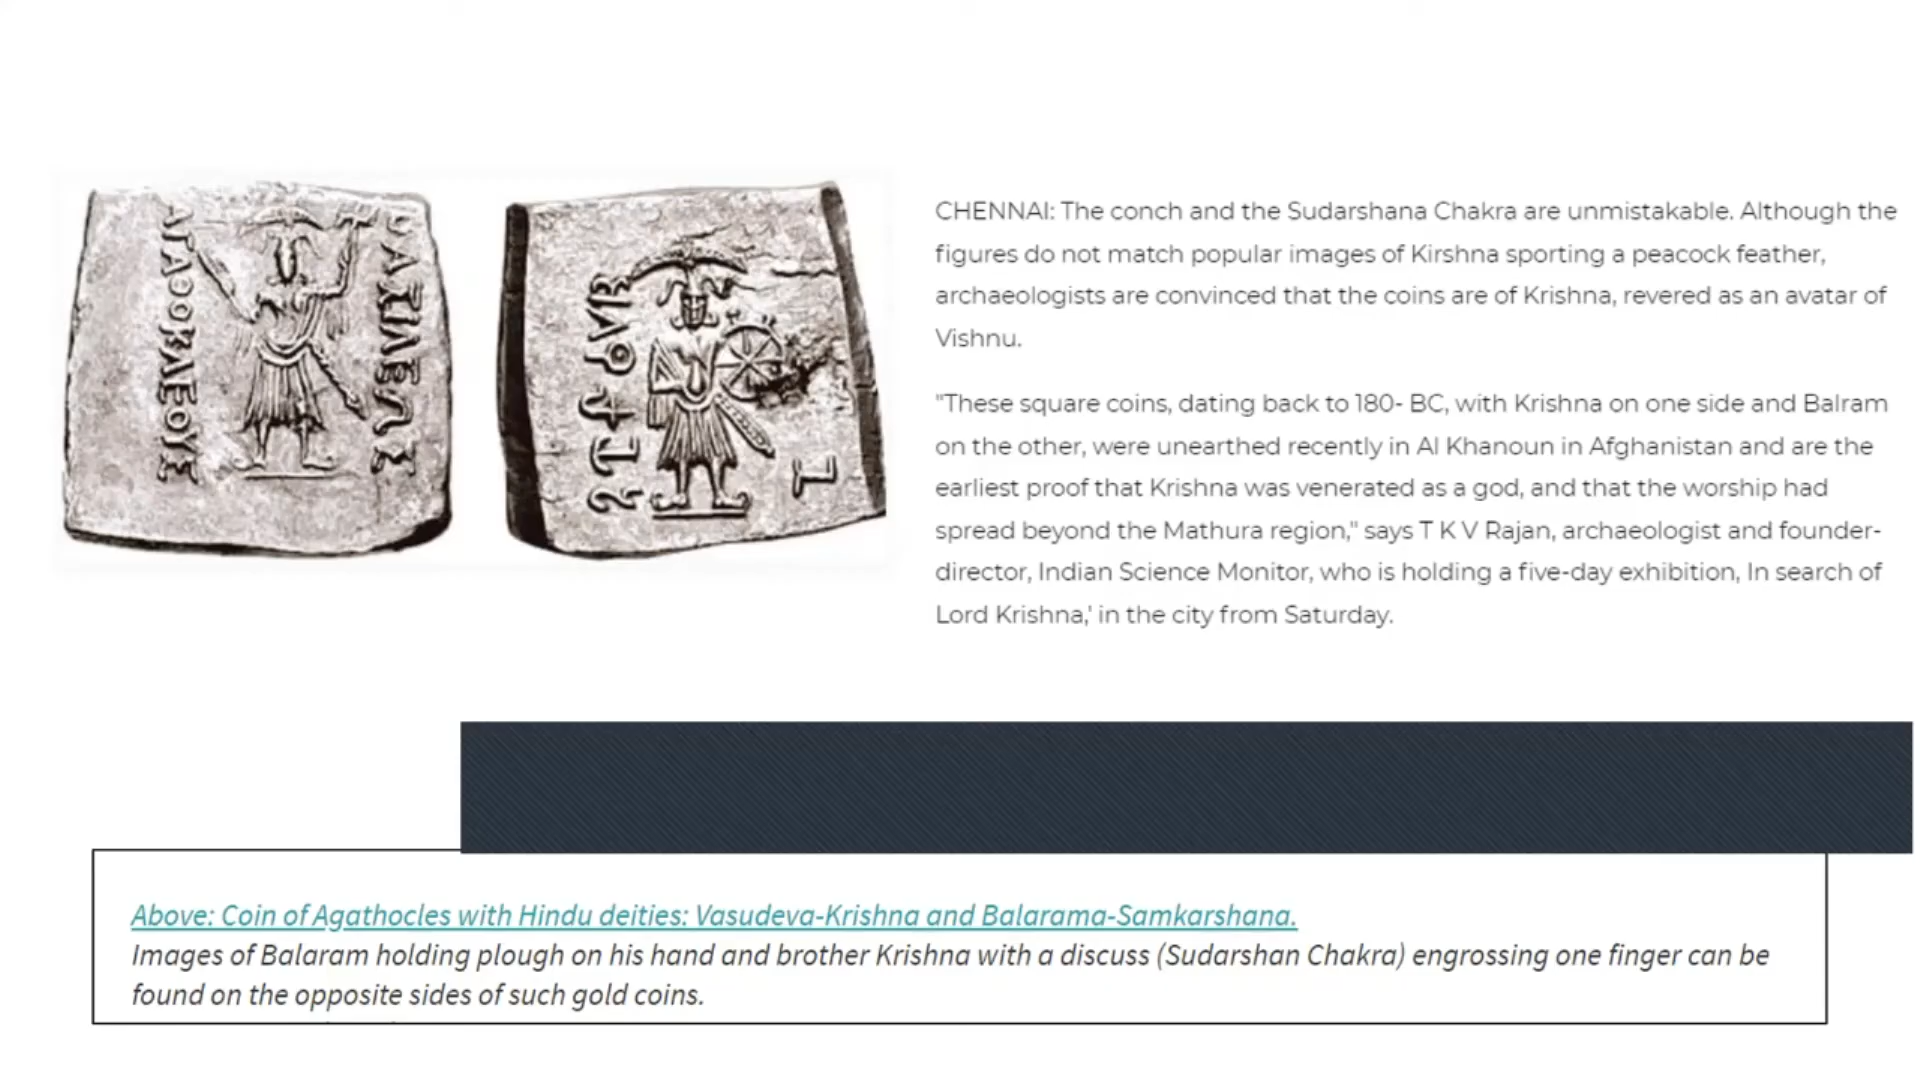 ΑΓΑΘΟΚΛΕΟΥΣ
ΒΑΣΙΛΕΩΣ
CHENNAI: The conch and the Sudarshana Chakra are unmistakable. Although the
figures do not match popular images of Kirshna sporting a peacock feather,
archaeologists are convinced that the coins are of Krishna, revered as an avatar of
Vishnu.
"These square coins, dating back to 180- BC, with Krishna on one side and Balram
on the other, were unearthed recently in Al Khanoun in Afghanistan and are the
earliest proof that Krishna was venerated as a god, and that the worship had
spread beyond the Mathura region," says T K V Rajan, archaeologist and founder-
director, Indian Science Monitor, who is holding a five-day exhibition, In search of
Lord Krishna,' in the city from Saturday.
Above: Coin of Agathocles with Hindu deities: Vasudeva-Krishna and Balarama-Samkarshana.
Images of Balaram holding plough on his hand and brother Krishna with a discuss (Sudarshan Chakra) engrossing one finger can be
found on the opposite sides of such gold coins.